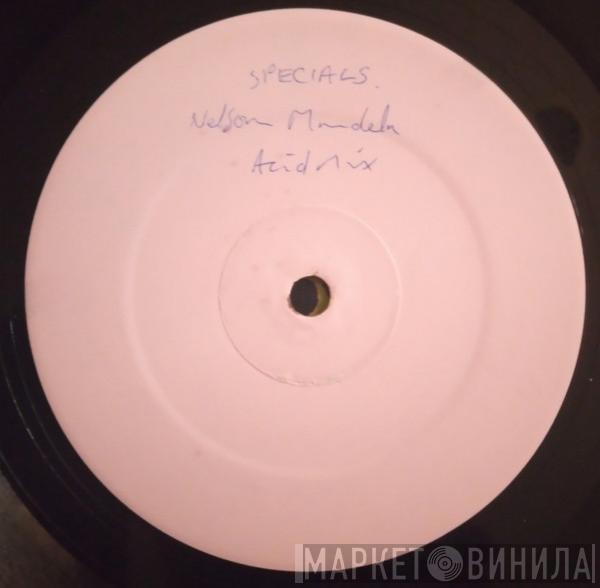 SPECIALS.
Nelson Mandela
Acid Mix
МАРКЕТ ВИНИЛА